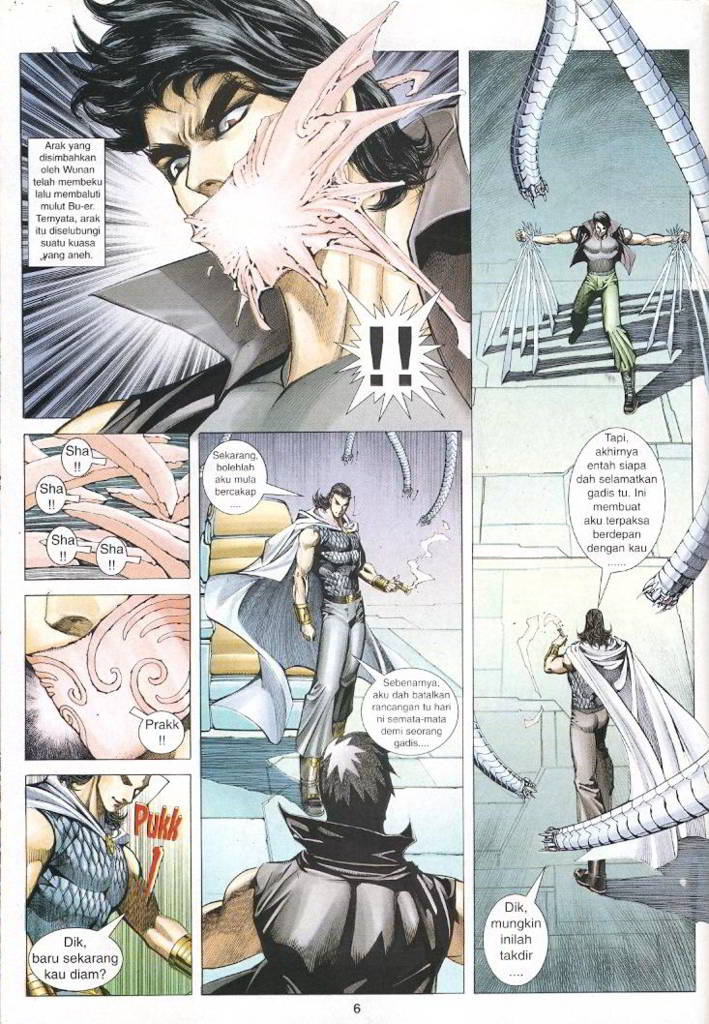 Arak yang
disimbahkan
oleh Wunan
telah membeku
lalu membaluti
mulut Bu-er.
Ternyata, arak
itu diselubungi
suatu kuasa
yang aneh.
!!
Sha
!!
Sha
!!
Sha
!!
Sha
!!
Prakk
!!
Pukk
!
Dik,
baru sekarang
kau diam?
Sekarang,
bolehlah
aku mula
bercakap
....
Sebenarnya,
aku dah batalkan
rancangan tu hari
ni semata-mata
demi seorang
gadis....
Tapi,
akhirnya
entah siapa
dah selamatkan
gadis tu. Ini
membuat
aku terpaksa
berdepan
dengan kau
......
Dik,
mungkin
inilah
takdir
....
6